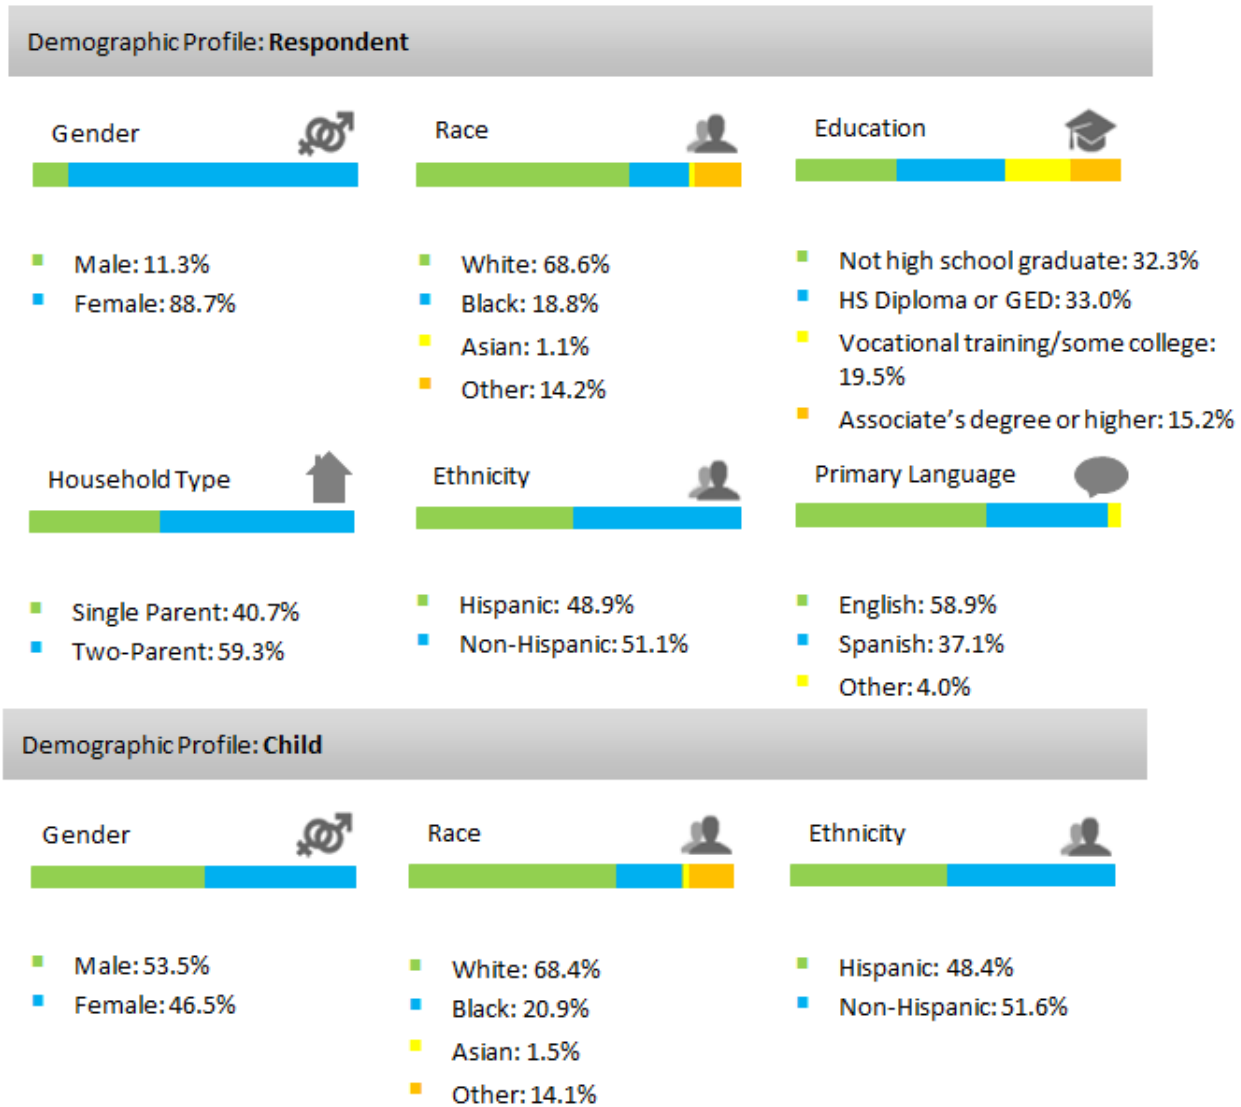 Demographic Profile: Respondent
Gender
Male: 11.3%
Female: 88.7%
Race
White: 68.6%
Black: 18.8%
Asian: 1.1%
Other: 14.2%
Education
Not high school graduate: 32.3%
HS Diploma or GED: 33.0%
Vocational training/some college:
19.5%
Associate’s degree or higher: 15.2%
Household Type
Single Parent: 40.7%
Two-Parent: 59.3%
Ethnicity
Hispanic: 48.9%
Non-Hispanic: 51.1%
Primary Language
English: 58.9%
Spanish: 37.1%
Other: 4.0%
Demographic Profile: Child
Gender
Male: 53.5%
Female: 46.5%
Race
White: 68.4%
Black: 20.9%
Asian: 1.5%
Other: 14.1%
Ethnicity
Hispanic: 48.4%
Non-Hispanic: 51.6%